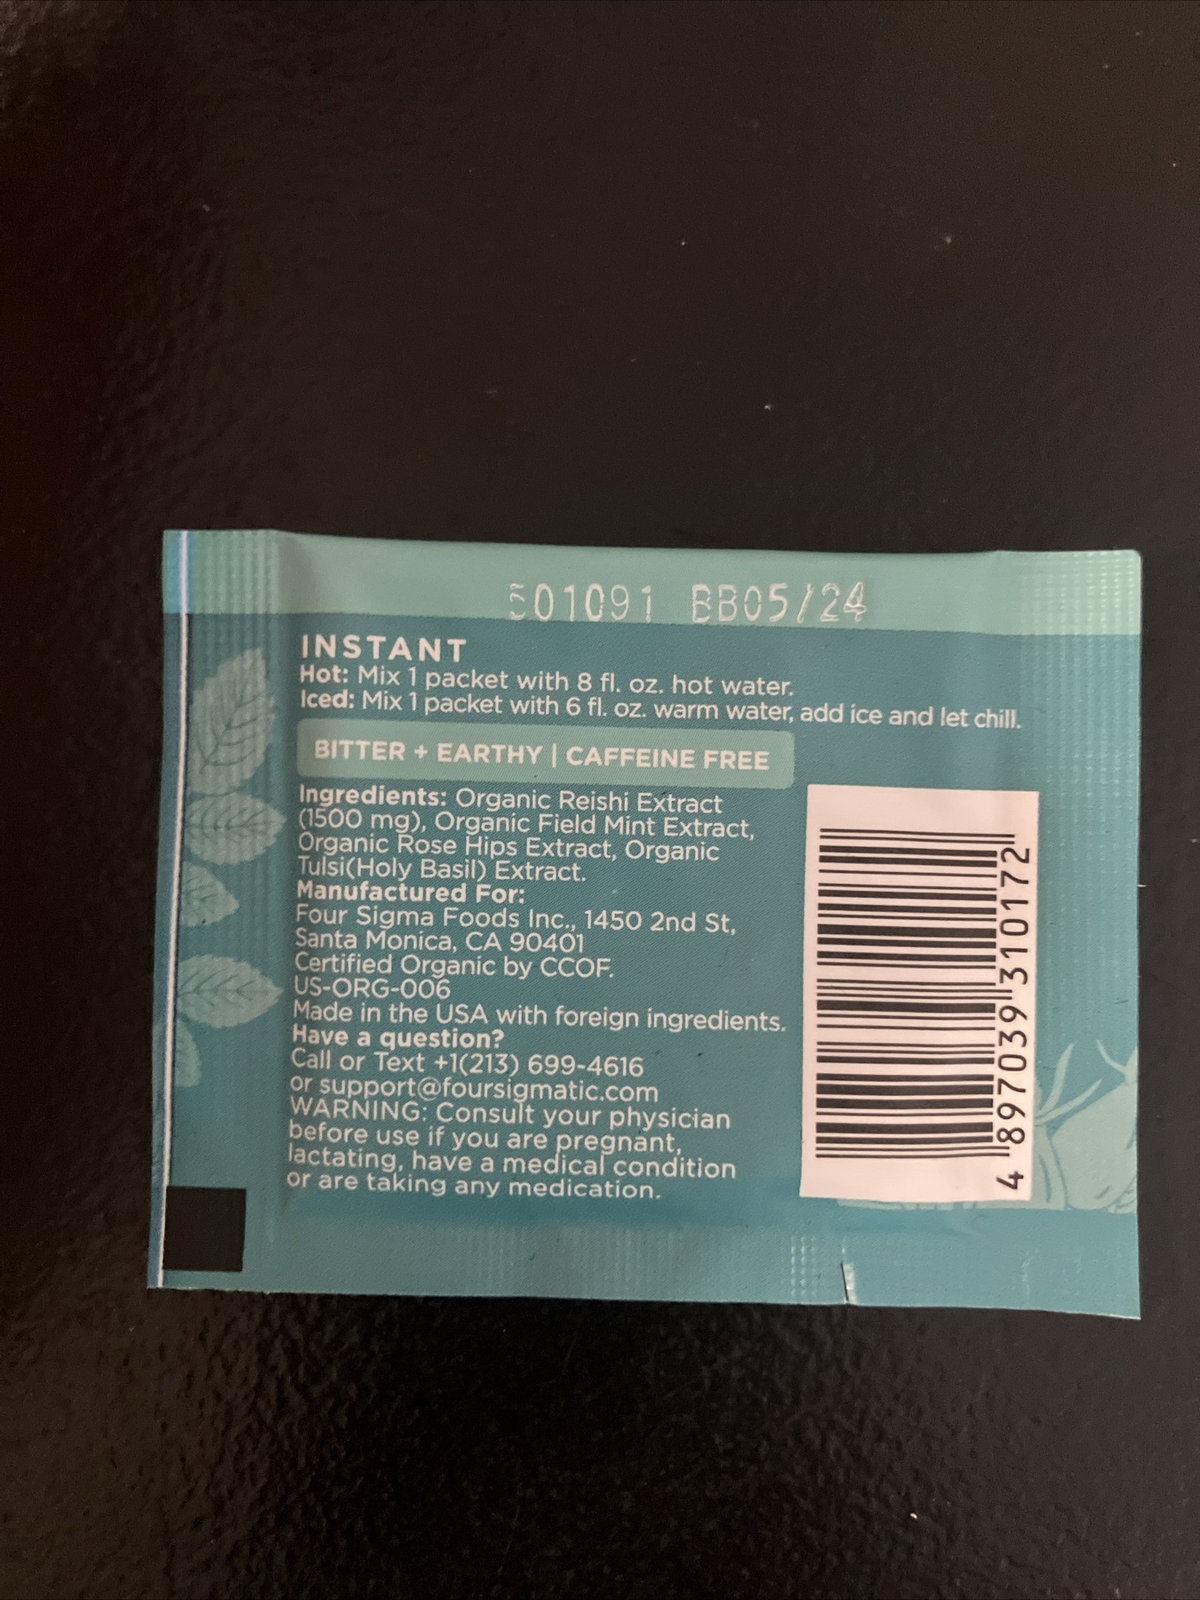 501091 BB05/24
INSTANT
Hot: Mix 1 packet with 8 fl. oz. hot water.
Iced: Mix 1 packet with 6 fl. oz. warm water, add ice and let chill.
BITTER + EARTHY | CAFFEINE FREE
Ingredients: Organic Reishi Extract
(1500 mg), Organic Field Mint Extract,
Organic Rose Hips Extract, Organic
Tulsi(Holy Basil) Extract.
Manufactured For:
Four Sigma Foods Inc., 1450 2nd St,
Santa Monica, CA 90401
Certified Organic by CCOF.
US-ORG-006
Made in the USA with foreign ingredients.
Have a question?
Call or Text +1(213) 699-4616
or support@foursigmatic.com
WARNING: Consult your physician
before use if you are pregnant,
lactating, have a medical condition
or are taking any medication.
4 897039 310172